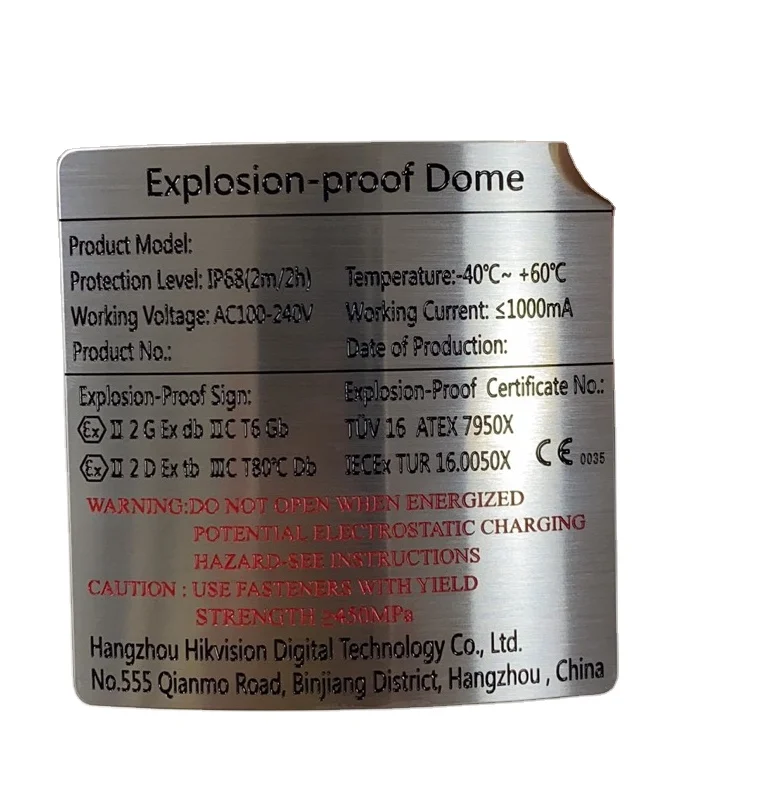 Explosion-proof Dome
Product Model:
Protection Level: IP68(2m/2h) Temperature:-40℃~ +60℃
Working Voltage: AC100-240V Working Current: ≤1000mA
Product No.: Date of Production:
Explosion-Proof Sign: Explosion-Proof Certificate No.:
Ex II 2 G Ex db IIC T6 Gb TÜV 16 ATEX 7950X
Ex II 2 D Ex tb IIIC T80℃ Db IECEx TUR 16.0050X CE 0035
WARNING:DO NOT OPEN WHEN ENERGIZED
POTENTIAL ELECTROSTATIC CHARGING
HAZARD-SEE INSTRUCTIONS
CAUTION : USE FASTENERS WITH YIELD
STRENGTH ≥450MPa
Hangzhou Hikvision Digital Technology Co., Ltd.
No.555 Qianmo Road, Binjiang District, Hangzhou , China